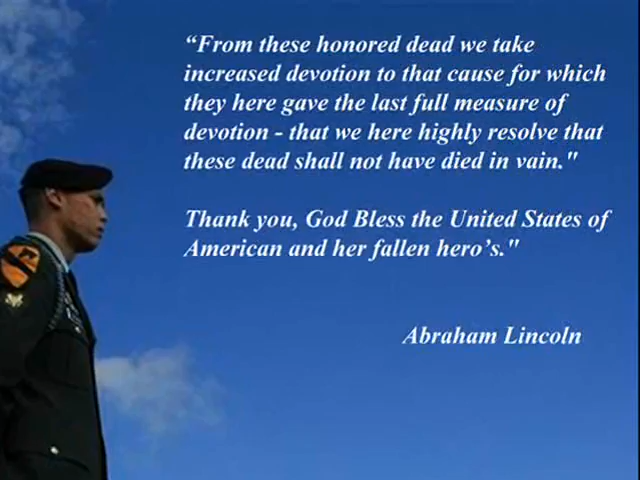 “From these honored dead we take
increased devotion to that cause for which
they here gave the last full measure of
devotion - that we here highly resolve that
these dead shall not have died in vain."
Thank you, God Bless the United States of
American and her fallen hero’s."
Abraham Lincoln